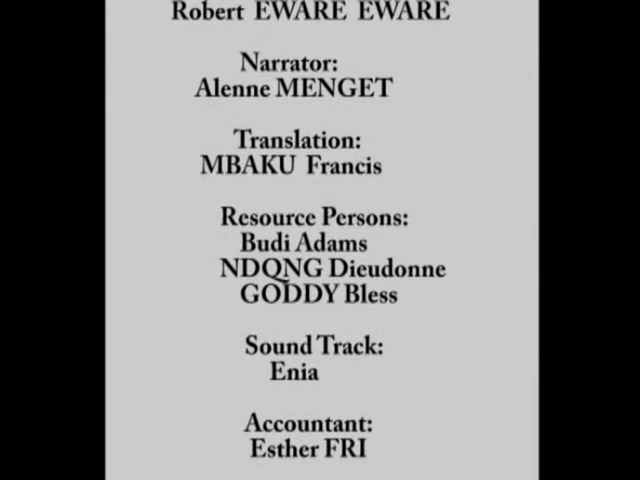 Robert EWARE EWARE
Narrator:
Alenne MENGET
Translation:
MBAKU Francis
Resource Persons:
Budi Adams
NDQNG Dieudonne
GODDY Bless
Sound Track:
Enia
Accountant:
Esther FRI